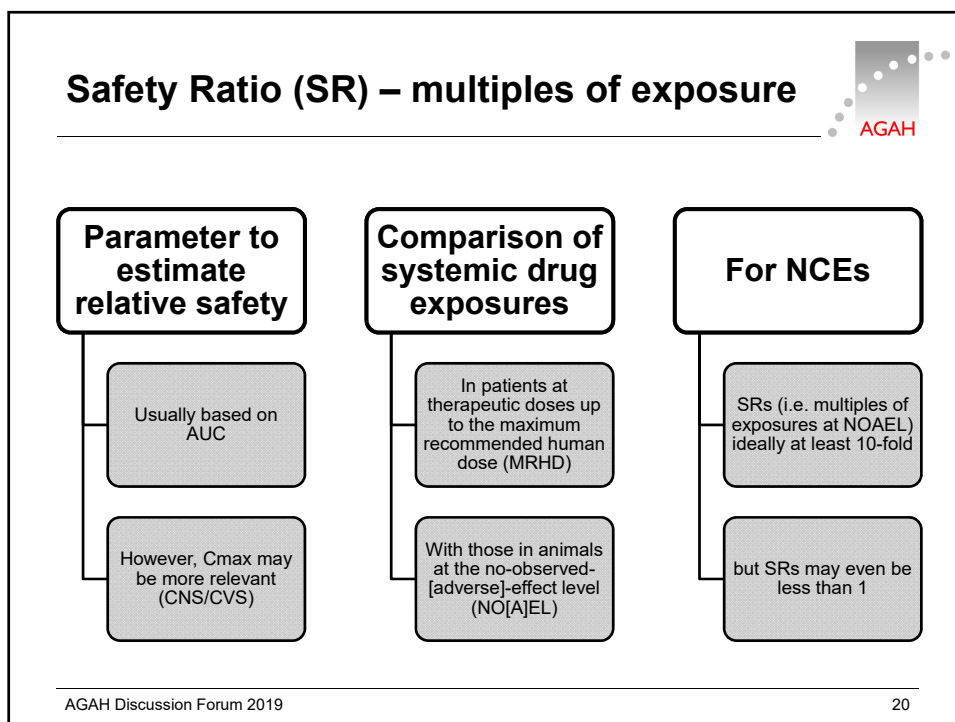 Safety Ratio (SR) – multiples of exposure
AGAH
Parameter to
estimate
relative safety
Usually based on
AUC
However, Cmax may
be more relevant
(CNS/CVS)
Comparison of
systemic drug
exposures
In patients at
therapeutic doses up
to the maximum
recommended human
dose (MRHD)
With those in animals
at the no-observed-
[adverse]-effect level
(NO[A]EL)
For NCEs
SRs (i.e. multiples of
exposures at NOAEL)
ideally at least 10-fold
but SRs may even be
less than 1
AGAH Discussion Forum 2019
20